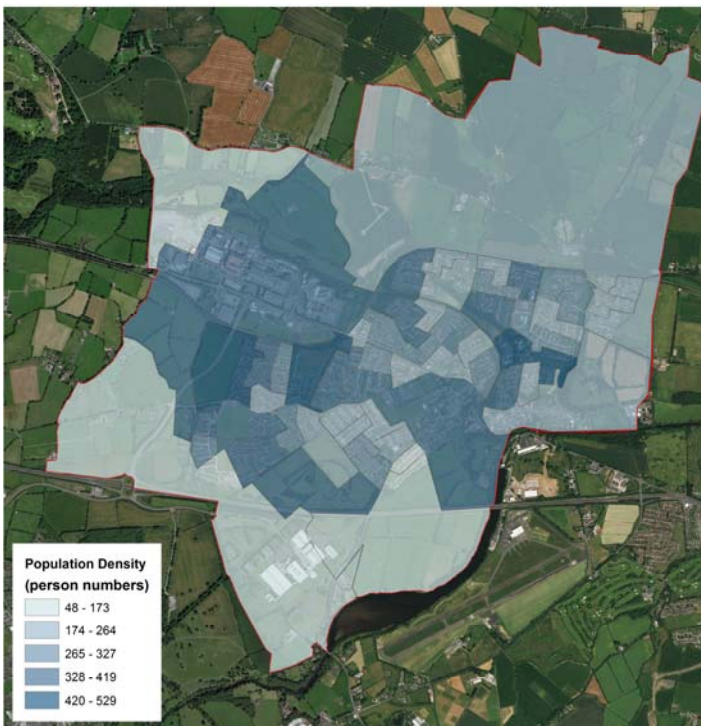 Population Density
(person numbers)
48 - 173
174 - 264
265 - 327
328 - 419
420 - 529